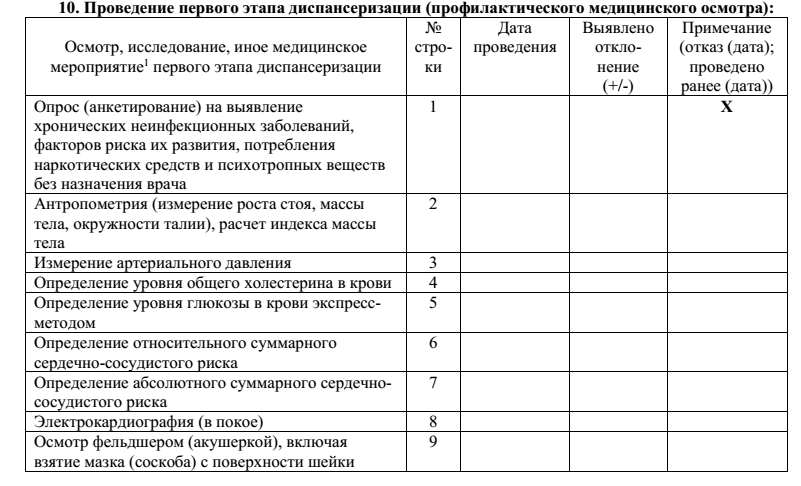 10. Проведение первого этапа диспансеризации (профилактического медицинского осмотра):
Осмотр, исследование, иное медицинское
мероприятие¹ первого этапа диспансеризации
№
стро-
ки
Дата
проведения
Выявлено
откло-
нение
(+/-)
Примечание
(отказ (дата);
проведено
ранее (дата))
Опрос (анкетирование) на выявление
хронических неинфекционных заболеваний,
факторов риска их развития, потребления
наркотических средств и психотропных веществ
без назначения врача
1
X
Антропометрия (измерение роста стоя, массы
тела, окружности талии), расчет индекса массы
тела
2
Измерение артериального давления
3
Определение уровня общего холестерина в крови
4
Определение уровня глюкозы в крови экспресс-
методом
5
Определение относительного суммарного
сердечно-сосудистого риска
6
Определение абсолютного суммарного сердечно-
сосудистого риска
7
Электрокардиография (в покое)
8
Осмотр фельдшером (акушеркой), включая
взятие мазка (соскоба) с поверхности шейки
9